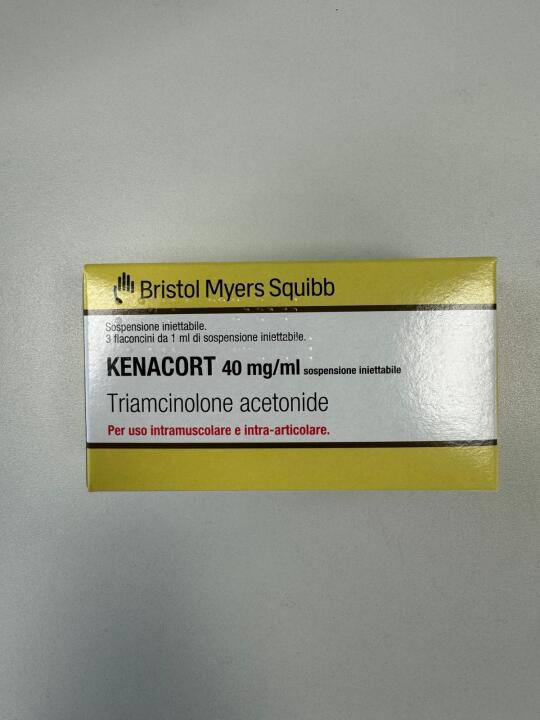 Bristol Myers Squibb
Sospensione iniettabile.
3 flaconcini da 1 ml di sospensione iniettabile.
KENACORT 40 mg/ml sospensione iniettabile
Triamcinolone acetonide
Per uso intramuscolare e intra-articolare.